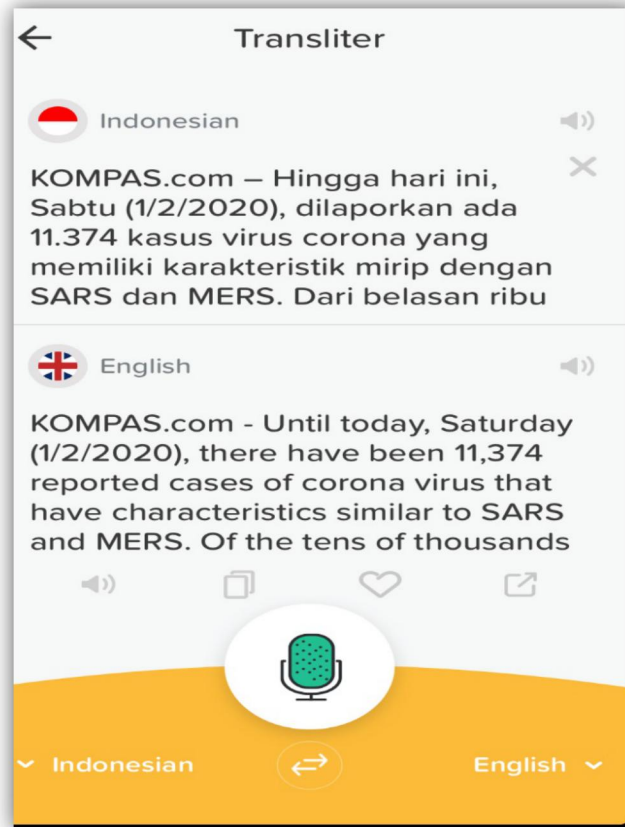 Transliter
Indonesian
KOMPAS.com – Hingga hari ini,
Sabtu (1/2/2020), dilaporkan ada
11.374 kasus virus corona yang
memiliki karakteristik mirip dengan
SARS dan MERS. Dari belasan ribu
English
KOMPAS.com - Until today, Saturday
(1/2/2020), there have been 11,374
reported cases of corona virus that
have characteristics similar to SARS
and MERS. Of the tens of thousands
Indonesian
English